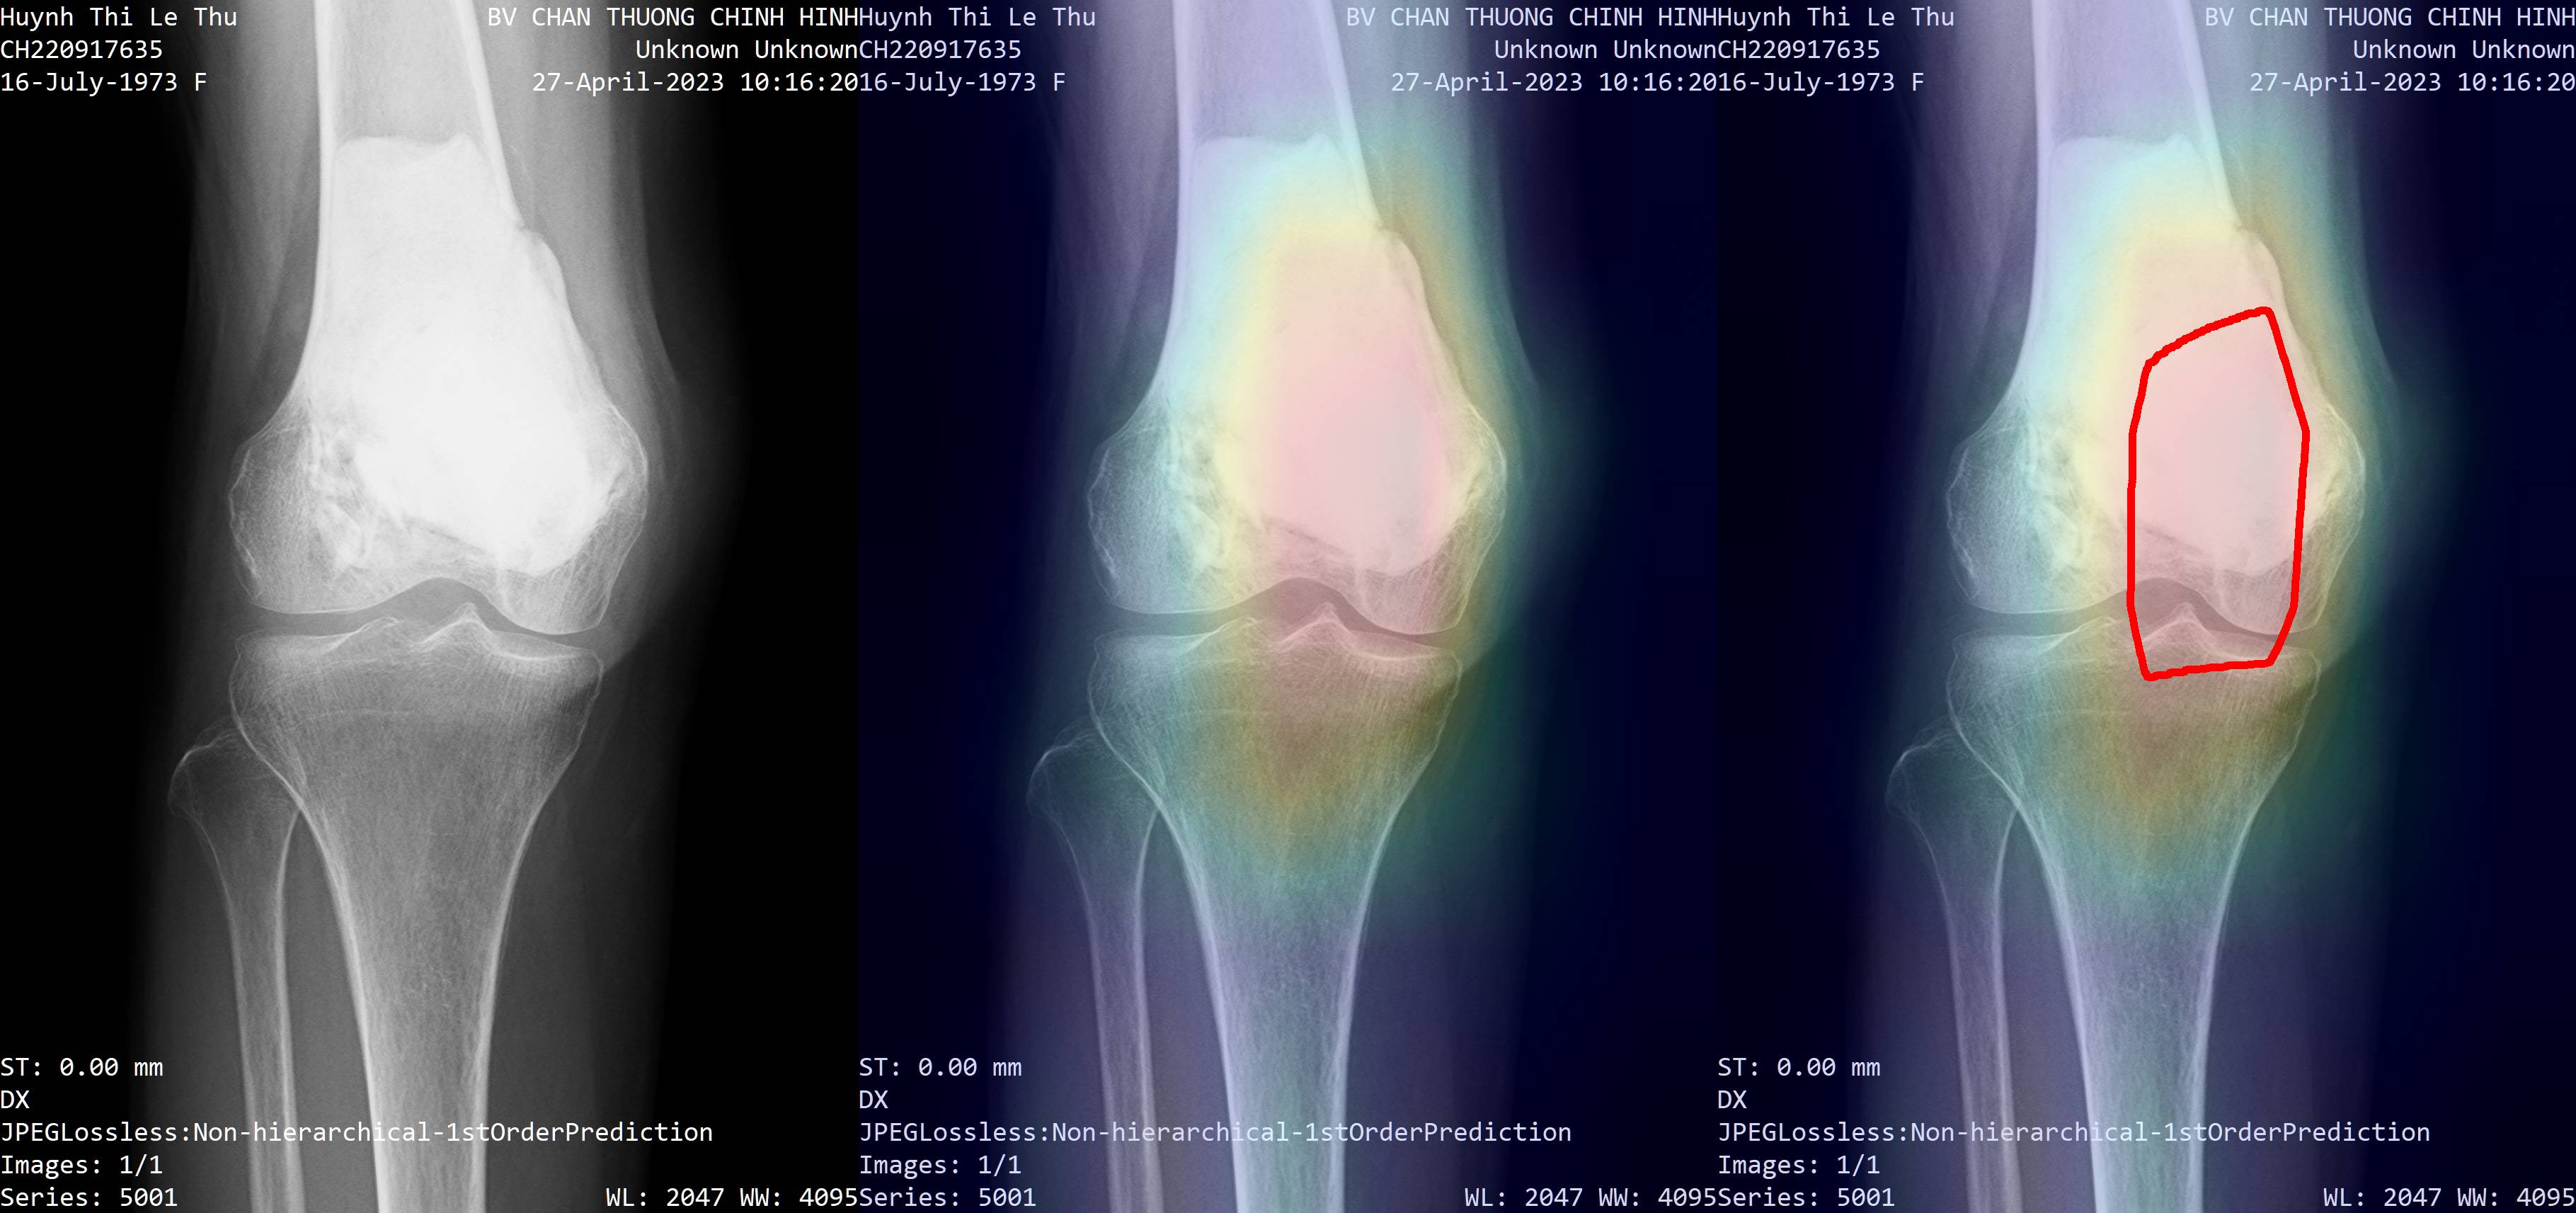 Huynh Thi Le Thu
CH220917635
16-July-1973 F
BV CHAN THUONG CHINH HINH
Unknown Unknown
27-April-2023 10:16:20
ST: 0.00 mm
DX
JPEGLossless:Non-hierarchical-1stOrderPrediction
Images: 1/1
Series: 5001
WL: 2047 WW: 4095
Huynh Thi Le Thu
CH220917635
16-July-1973 F
BV CHAN THUONG CHINH HINH
Unknown Unknown
27-April-2023 10:16:20
ST: 0.00 mm
DX
JPEGLossless:Non-hierarchical-1stOrderPrediction
Images: 1/1
Series: 5001
WL: 2047 WW: 4095
Huynh Thi Le Thu
CH220917635
16-July-1973 F
BV CHAN THUONG CHINH HINH
Unknown Unknown
27-April-2023 10:16:20
ST: 0.00 mm
DX
JPEGLossless:Non-hierarchical-1stOrderPrediction
Images: 1/1
Series: 5001
WL: 2047 WW: 4095